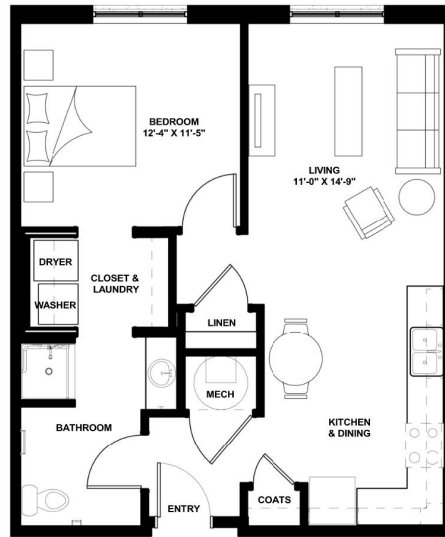 BEDROOM
12'-4" X 11'-5"
LIVING
11'-0" X 14'-9"
DRYER
CLOSET &
LAUNDRY
WASHER
LINEN
MECH
BATHROOM
KITCHEN
& DINING
ENTRY
COATS